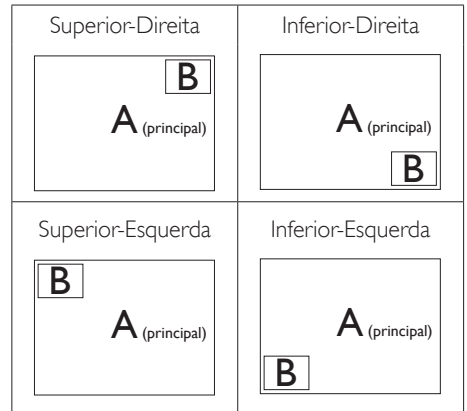 Superior-Direita
B
A (principal)
Inferior-Direita
A (principal)
B
Superior-Esquerda
B
A (principal)
Inferior-Esquerda
A (principal)
B